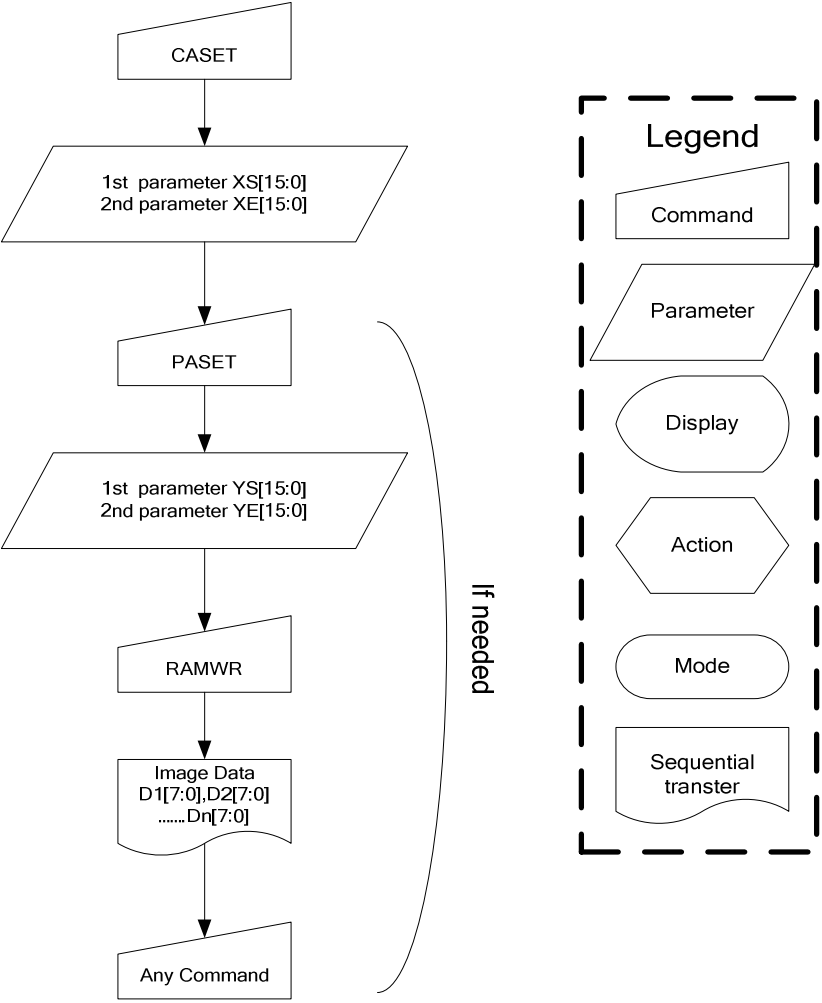 CASET
1st parameter XS[15:0]
2nd parameter XE[15:0]
PASET
1st parameter YS[15:0]
2nd parameter YE[15:0]
RAMWR
Image Data
D1[7:0],D2[7:0]
.......Dn[7:0]
Any Command
If needed
Legend
Command
Parameter
Display
Action
Mode
Sequential
transter